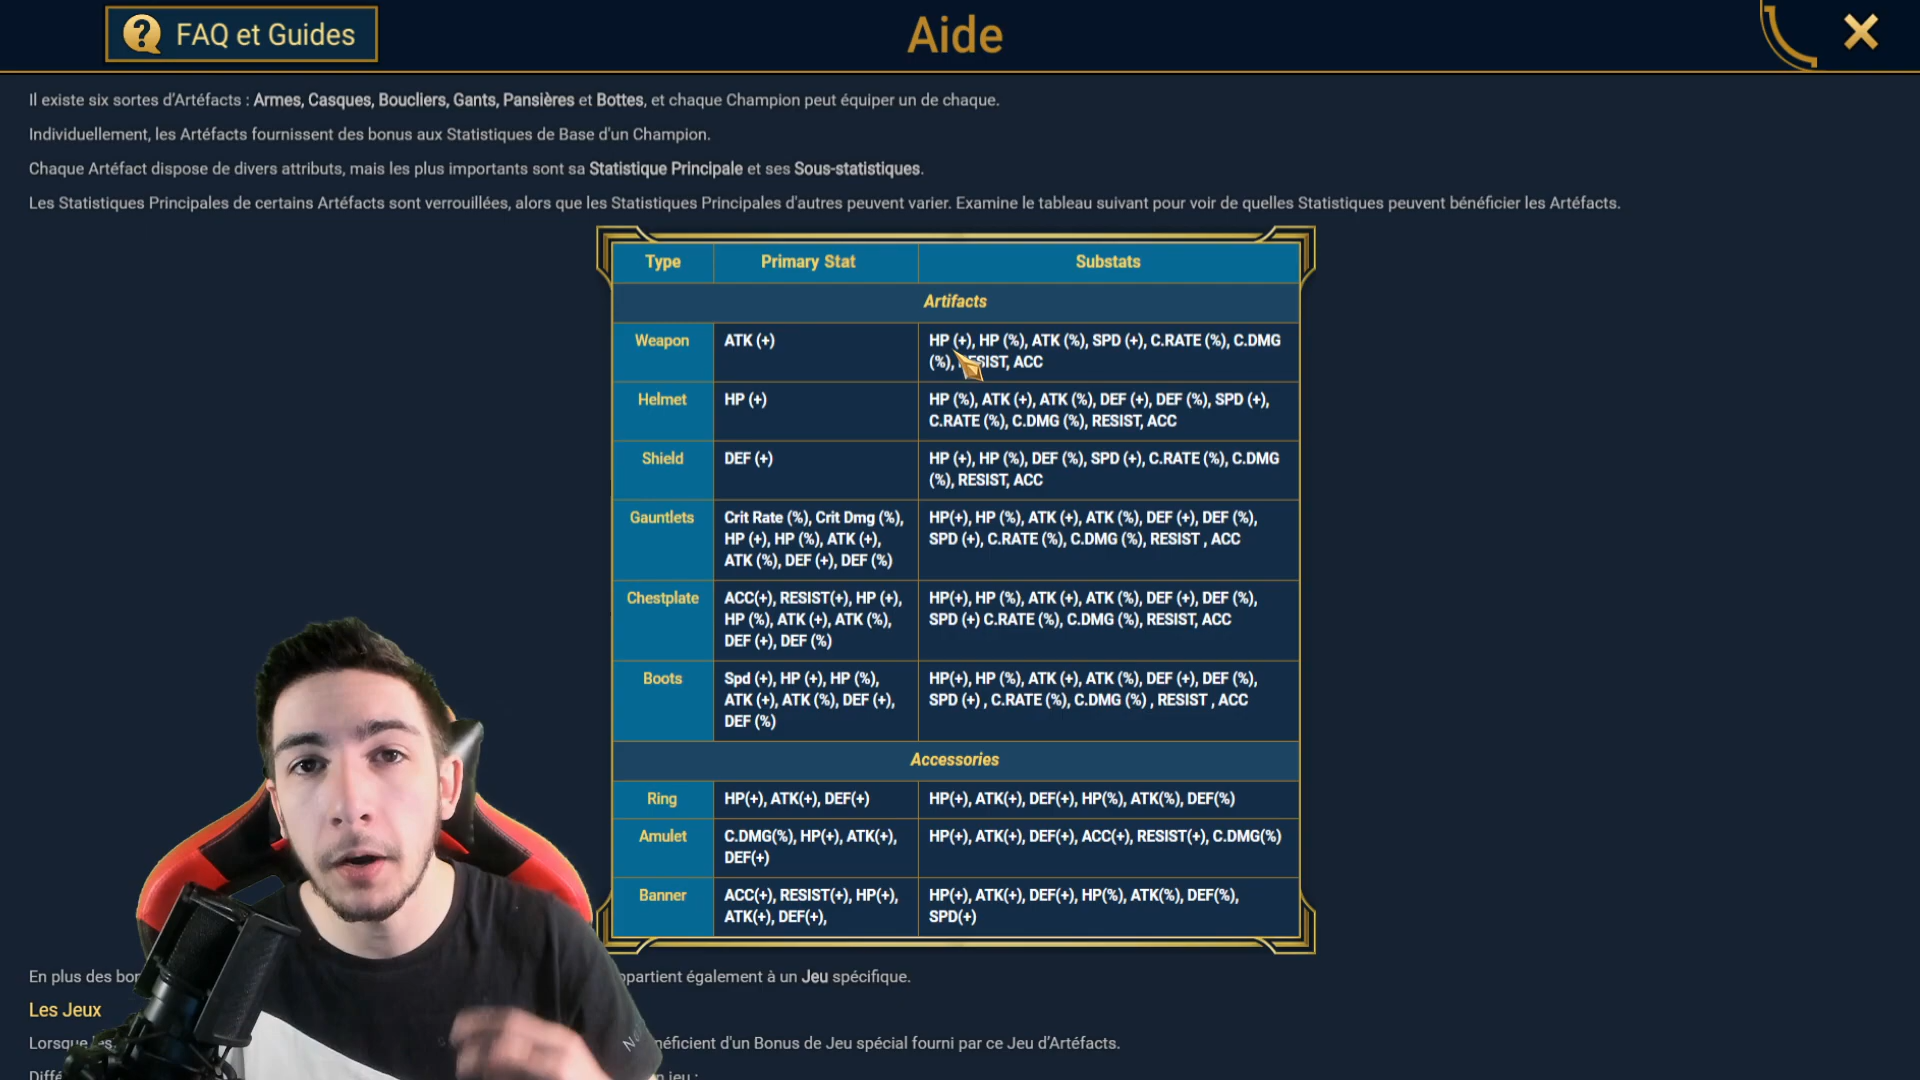 FAQ et Guides
Aide
Il existe six sortes d'Artéfacts : Armes, Casques, Boucliers, Gants, Pansières et Bottes, et chaque Champion peut équiper un de chaque.
Individuellement, les Artéfacts fournissent des bonus aux Statistiques de Base d'un Champion.
Chaque Artéfact dispose de divers attributs, mais les plus importants sont sa Statistique Principale et ses Sous-statistiques.
Les Statistiques Principales de certains Artéfacts sont verrouillées, alors que les Statistiques Principales d'autres peuvent varier. Examine le tableau suivant pour voir de quelles Statistiques peuvent bénéficier les Artéfacts.
Type Primary Stat Substats
Artifacts
Weapon ATK (+) HP (+), HP (%), ATK (%), SPD (+), C.RATE (%), C.DMG
(%), RESIST, ACC
Helmet HP (+) HP (%), ATK (+), ATK (%), DEF (+), DEF (%), SPD (+),
C.RATE (%), C.DMG (%), RESIST, ACC
Shield DEF (+) HP (+), HP (%), DEF (%), SPD (+), C.RATE (%), C.DMG
(%), RESIST, ACC
Gauntlets Crit Rate (%), Crit Dmg (%), HP(+), HP (%), ATK (+), ATK (%), DEF (+), DEF (%),
HP (+), HP (%), ATK (+), SPD (+), C.RATE (%), C.DMG (%), RESIST , ACC
ATK (%), DEF (+), DEF (%)
Chestplate ACC(+), RESIST(+), HP (+), HP(+), HP (%), ATK (+), ATK (%), DEF (+), DEF (%),
HP (%), ATK (+), ATK (%), SPD (+) C.RATE (%), C.DMG (%), RESIST, ACC
DEF (+), DEF (%)
Boots Spd (+), HP (+), HP (%), HP(+), HP (%), ATK (+), ATK (%), DEF (+), DEF (%),
ATK (+), ATK (%), DEF (+), SPD (+) , C.RATE (%), C.DMG (%) , RESIST , ACC
DEF (%)
Accessories
Ring HP(+), ATK(+), DEF(+) HP(+), ATK(+), DEF(+), HP(%), ATK(%), DEF(%)
Amulet C.DMG(%), HP(+), ATK(+), HP(+), ATK(+), DEF(+), ACC(+), RESIST(+), C.DMG(%)
DEF(+)
Banner ACC(+), RESIST(+), HP(+), HP(+), ATK(+), DEF(+), HP(%), ATK(%), DEF(%),
ATK(+), DEF(+), SPD(+)
En plus des appartient également à un Jeu spécifique.
Les Jeux
Lorsque les bénéficient d'un Bonus de Jeu spécial fourni par ce Jeu d'Artéfacts.
jeu :